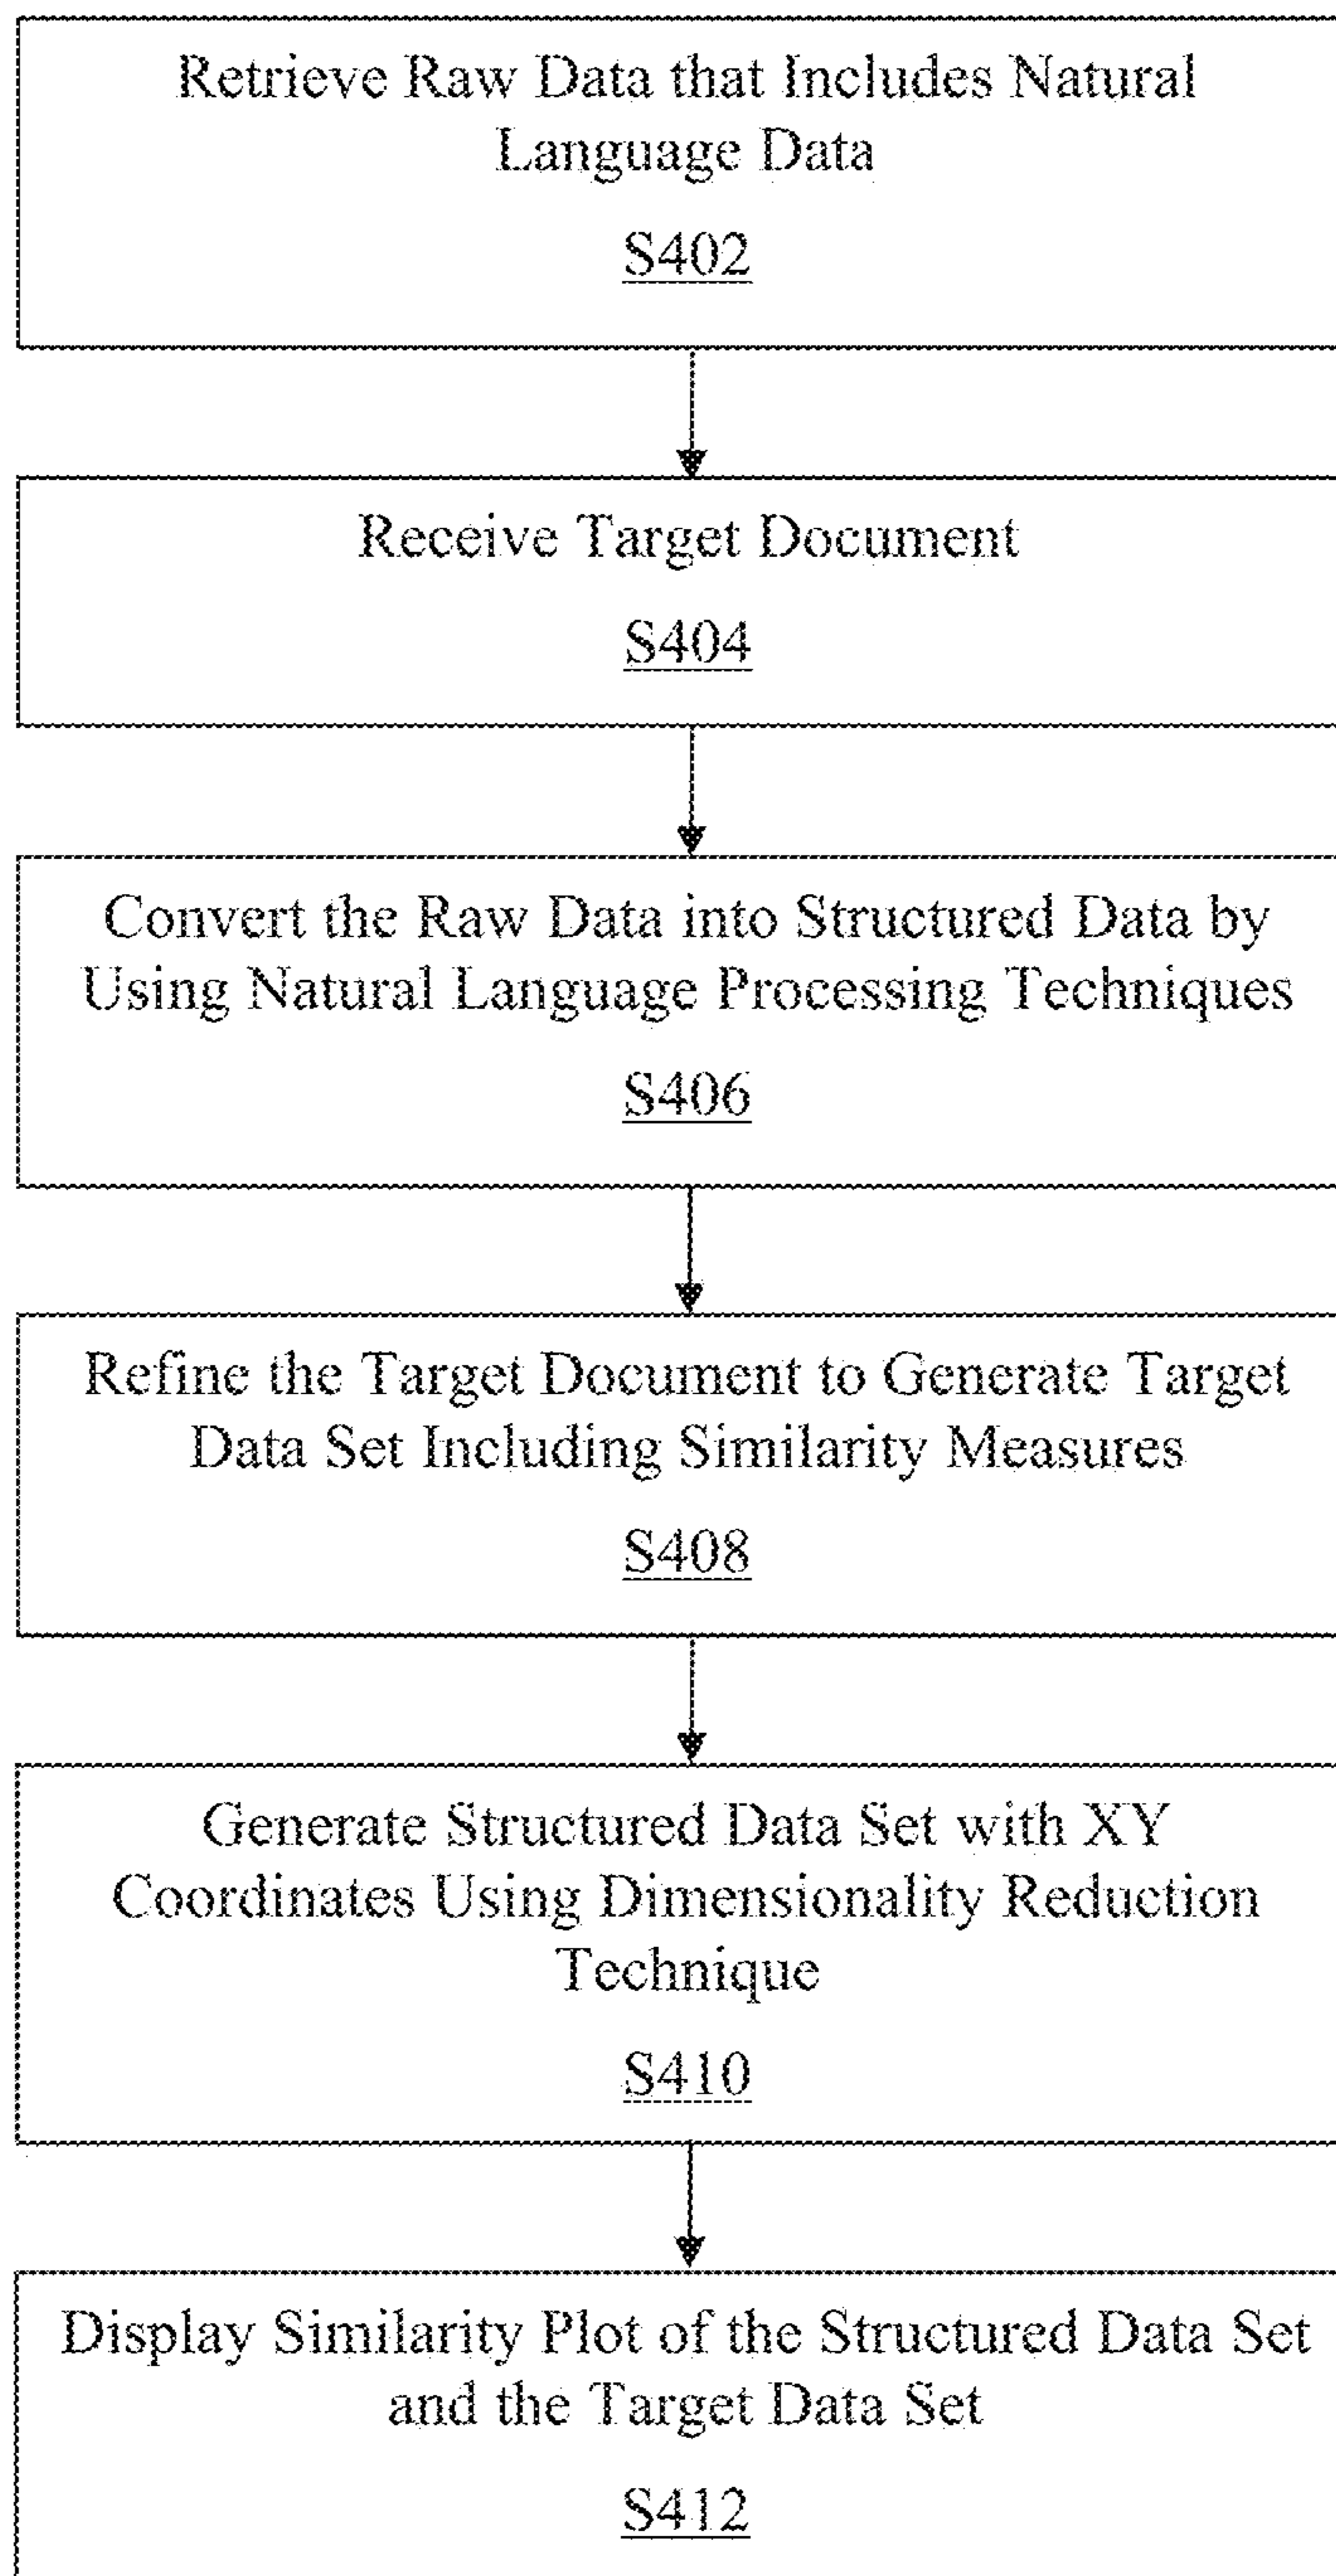 Retrieve Raw Data that Includes Natural
Language Data
S402
Receive Target Document
S404
Convert the Raw Data into Structured Data by
Using Natural Language Processing Techniques
S406
Refine the Target Document to Generate Target
Data Set Including Similarity Measures
S408
Generate Structured Data Set with XY
Coordinates Using Dimensionality Reduction
Technique
S410
Display Similarity Plot of the Structured Data Set
and the Target Data Set
S412